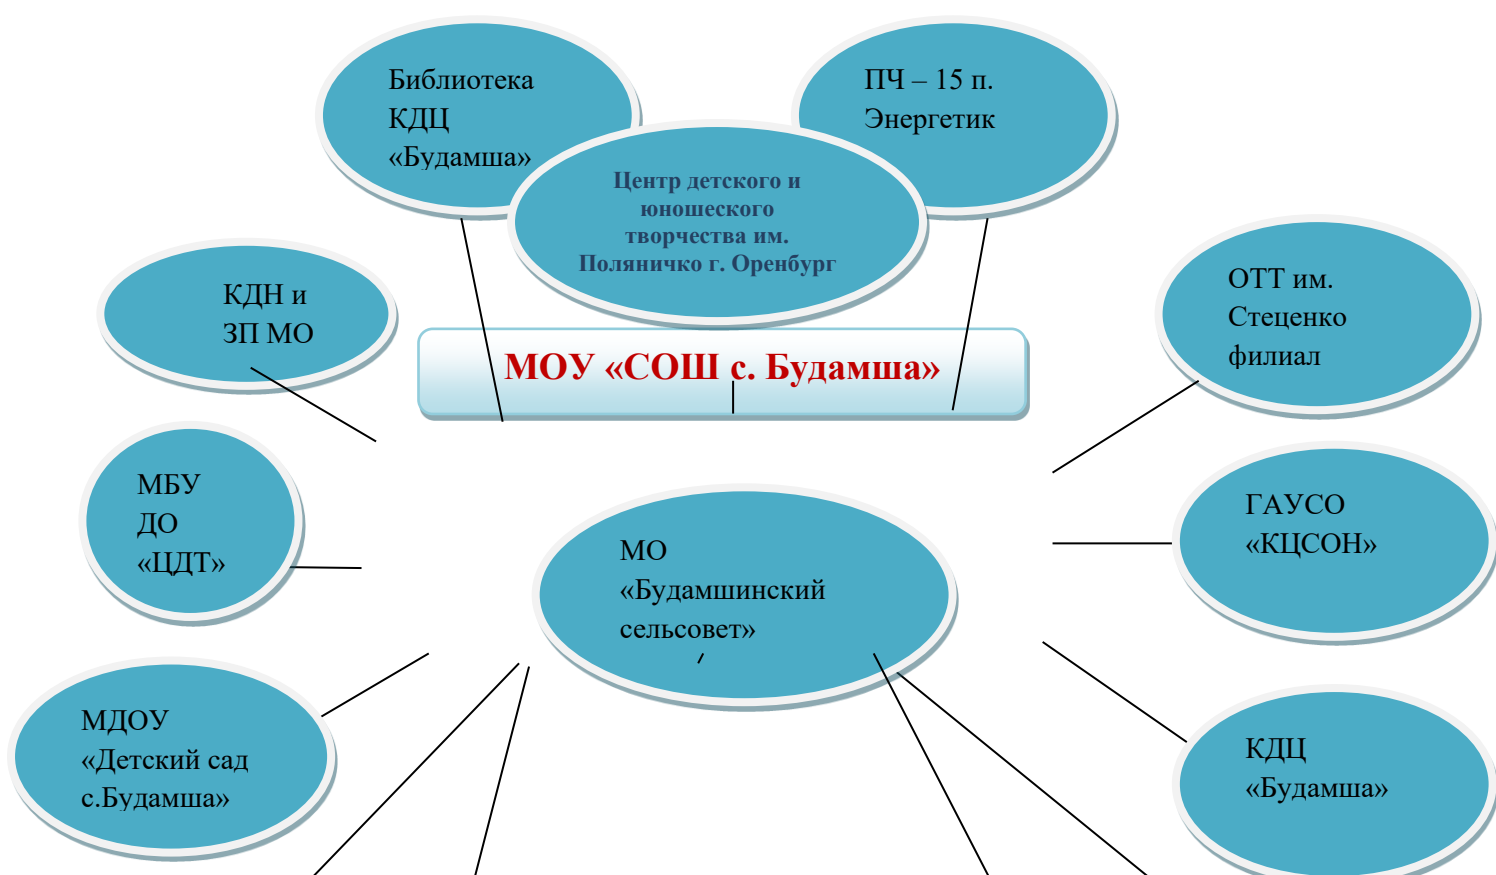 Библиотека
КДЦ
«Будамша»
ПЧ – 15 п.
Энергетик
Центр детского и
юношеского
творчества им.
Поляничко г. Оренбург
КДН и
ЗП МО
ОТТ им.
Стеценко
филиал
МОУ «СОШ с. Будамша»
МБУ
ДО
«ЦДТ»
ГАУСО
«КЦСОН»
МО
«Будамшинский
сельсовет»
МДОУ
«Детский сад
с.Будамша»
КДЦ
«Будамша»